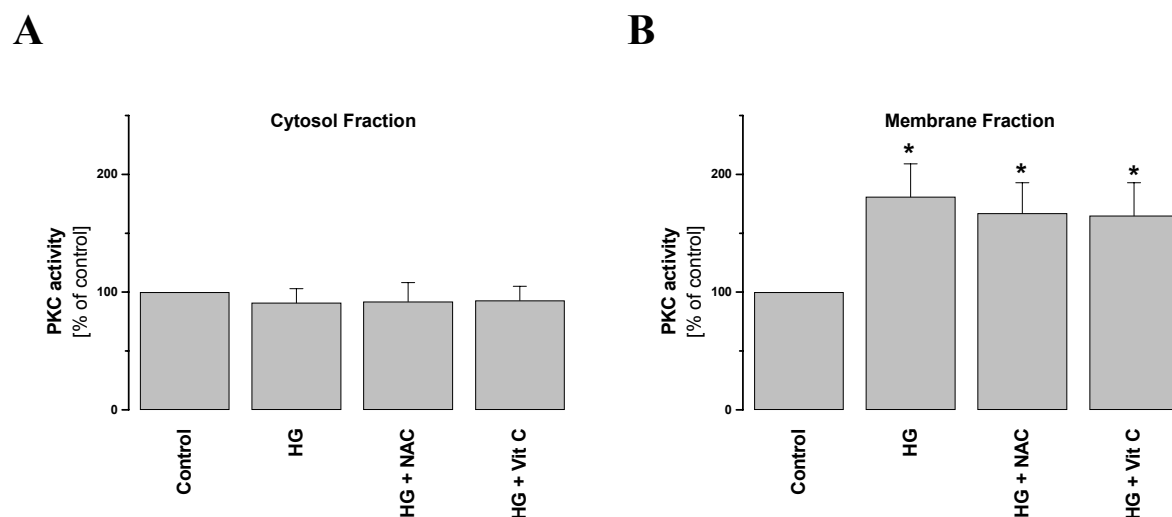 A
Cytosol Fraction
PKC activity
[% of control]
200
100
0
Control
HG
HG + NAC
HG + Vit C
B
Membrane Fraction
PKC activity
[% of control]
200
100
0
*
*
*
Control
HG
HG + NAC
HG + Vit C